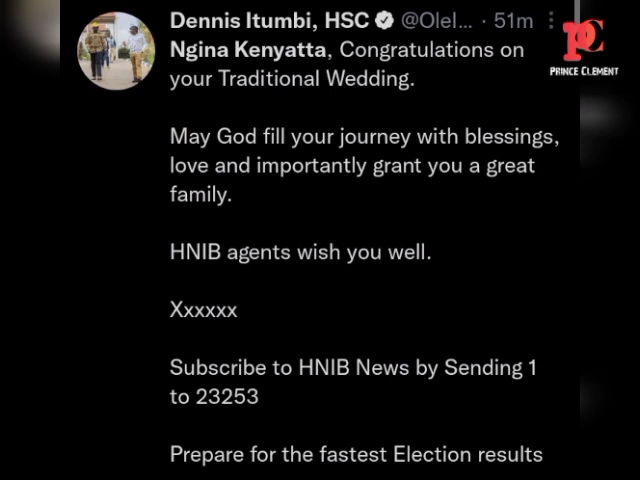 Dennis Itumbi, HSC @Olel... · 51m
Ngina Kenyatta, Congratulations on
your Traditional Wedding.
May God fill your journey with blessings,
love and importantly grant you a great
family.
HNIB agents wish you well.
Xxxxxx
Subscribe to HNIB News by Sending 1
to 23253
Prepare for the fastest Election results
PC
PRINCE CLEMENT